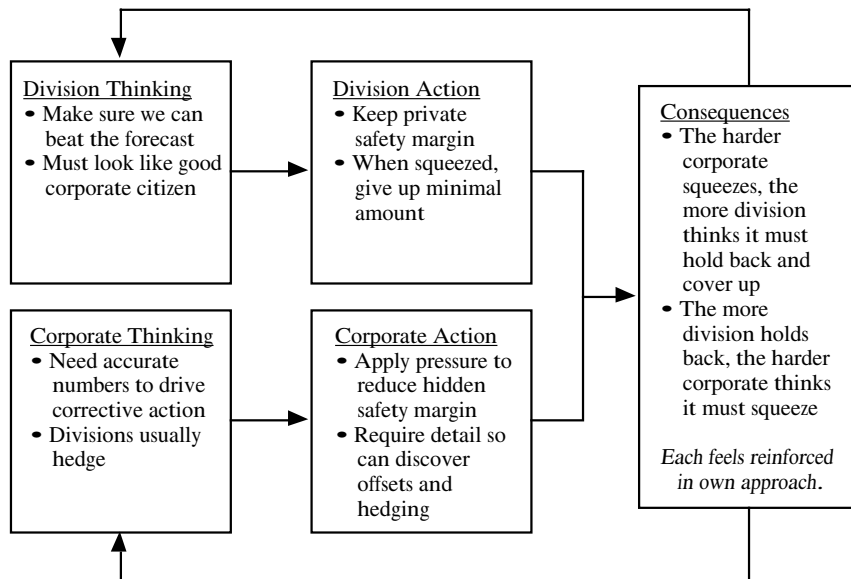 Division Thinking
• Make sure we can
beat the forecast
• Must look like good
corporate citizen
Division Action
• Keep private
safety margin
• When squeezed,
give up minimal
amount
Corporate Thinking
• Need accurate
numbers to drive
corrective action
• Divisions usually
hedge
Corporate Action
• Apply pressure to
reduce hidden
safety margin
• Require detail so
can discover
offsets and
hedging
Consequences
• The harder
corporate
squeezes, the
more division
thinks it must
hold back and
cover up
• The more
division holds
back, the harder
corporate thinks
it must squeeze
Each feels reinforced
in own approach.